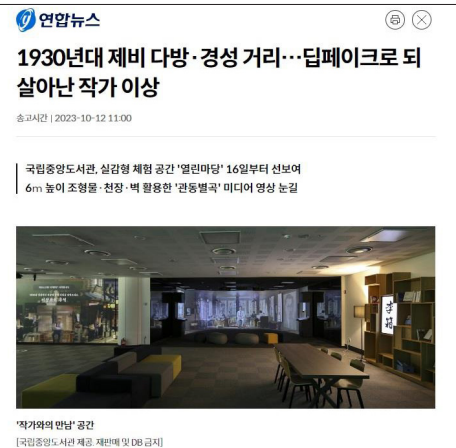 연합뉴스
1930년대 제비 다방·경성 거리…딥페이크로 되
살아난 작가 이상
송고시간 | 2023-10-12 11:00
국립중앙도서관, 실감형 체험 공간 '열린마당' 16일부터 선보여
6m 높이 조형물·천장·벽 활용한 '관동별곡' 미디어 영상 눈길
李箱
'작가와의 만남' 공간
[국립중앙도서관 제공. 재판매 및 DB 금지]